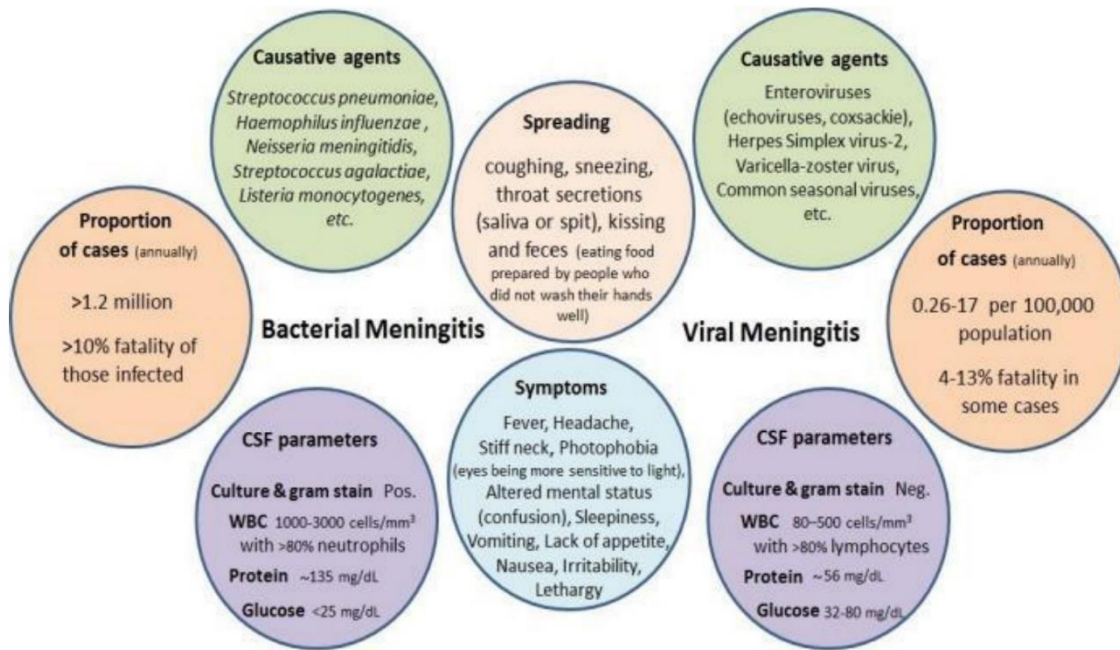 Causative agents
Streptococcus pneumoniae,
Haemophilus influenzae ,
Neisseria meningitidis,
Streptococcus agalactiae,
Listeria monocytogenes,
etc.
Proportion
of cases (annually)
>1.2 million
>10% fatality of
those infected
Bacterial Meningitis
CSF parameters
Culture & gram stain Pos.
WBC 1000-3000 cells/mm³
with >80% neutrophils
Protein ~135 mg/dL
Glucose <25 mg/dL
Spreading
coughing, sneezing,
throat secretions
(saliva or spit), kissing
and feces (eating food
prepared by people who
did not wash their hands
well)
Symptoms
Fever, Headache,
Stiff neck, Photophobia
(eyes being more sensitive to light),
Altered mental status
(confusion), Sleepiness,
Vomiting, Lack of appetite,
Nausea, Irritability,
Lethargy
Causative agents
Enteroviruses
(echoviruses, coxsackie),
Herpes Simplex virus-2,
Varicella-zoster virus,
Common seasonal viruses,
etc.
Proportion
of cases (annually)
0.26-17 per 100,000
population
4-13% fatality in
some cases
Viral Meningitis
CSF parameters
Culture & gram stain Neg.
WBC 80–500 cells/mm³
with >80% lymphocytes
Protein ~56 mg/dL
Glucose 32-80 mg/dL